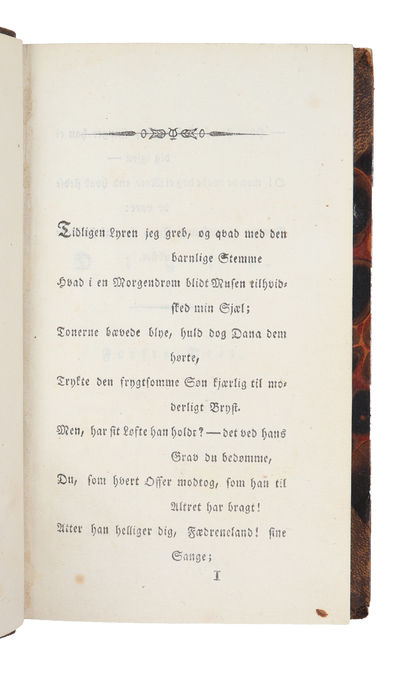 Tidligen Lyren jeg greb, og qvad med den
barnlige Stemme
Hvad i en Morgendrøm blidt Musen tilhvid-
sked min Sjæl;
Tonerne bævede blye, huld dog Dana dem
hørte,
Trykte den frygtsomme Søn kjærlig til mo-
derligt Bryst.
Men, har sit Løfte han holdt? — det ved hans
Grav du bedømme,
Du, som hvert Offer modtog, som han til
Altret har bragt!
Atter han helliger dig, Fædreneland! sine
Sange;
I